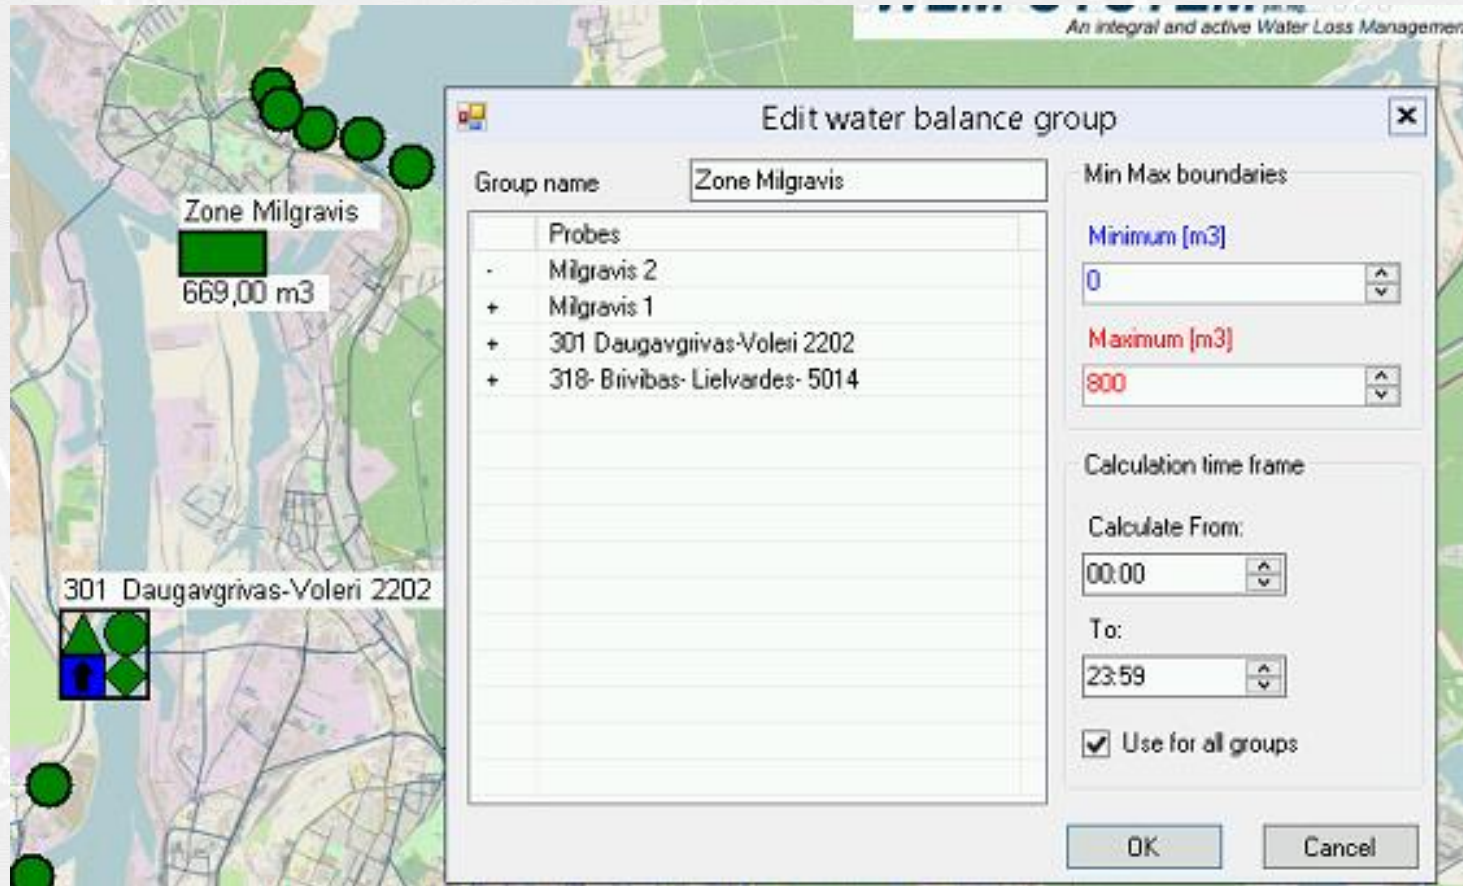 An integral and active Water Loss
Edit water balance group
Group name
Zone Milgravis
Probes
- Milgravis 2
+ Milgravis 1
+ 301 Daugavgrivas-Voleri 2202
+ 318- Brivibas- Lielvardes- 5014
Min Max boundaries
Minimum [m3]
0
Maximum [m3]
800
Calculation time frame
Calculate From:
00:00
To:
23:59
Use for all groups
OK
Cancel
Zone Milgravis
669,00 m3
301 Daugavgrivas-Voleri 2202